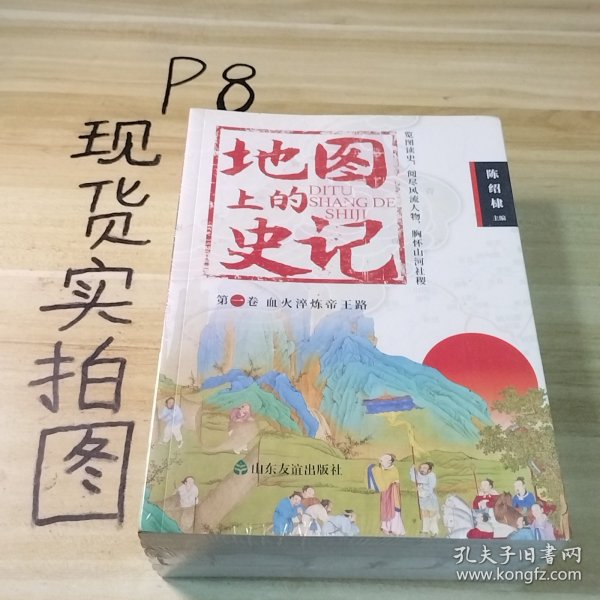 P8
现货实拍图
地图
上的
DITU
SHANG DE
SHIJI
史记
览图读史，阅尽风流人物，胸怀山河社稷
陈绍棣
主编
第一卷 血火淬炼帝王路
山东友谊出版社
孔夫子旧书网
www.kongfz.com